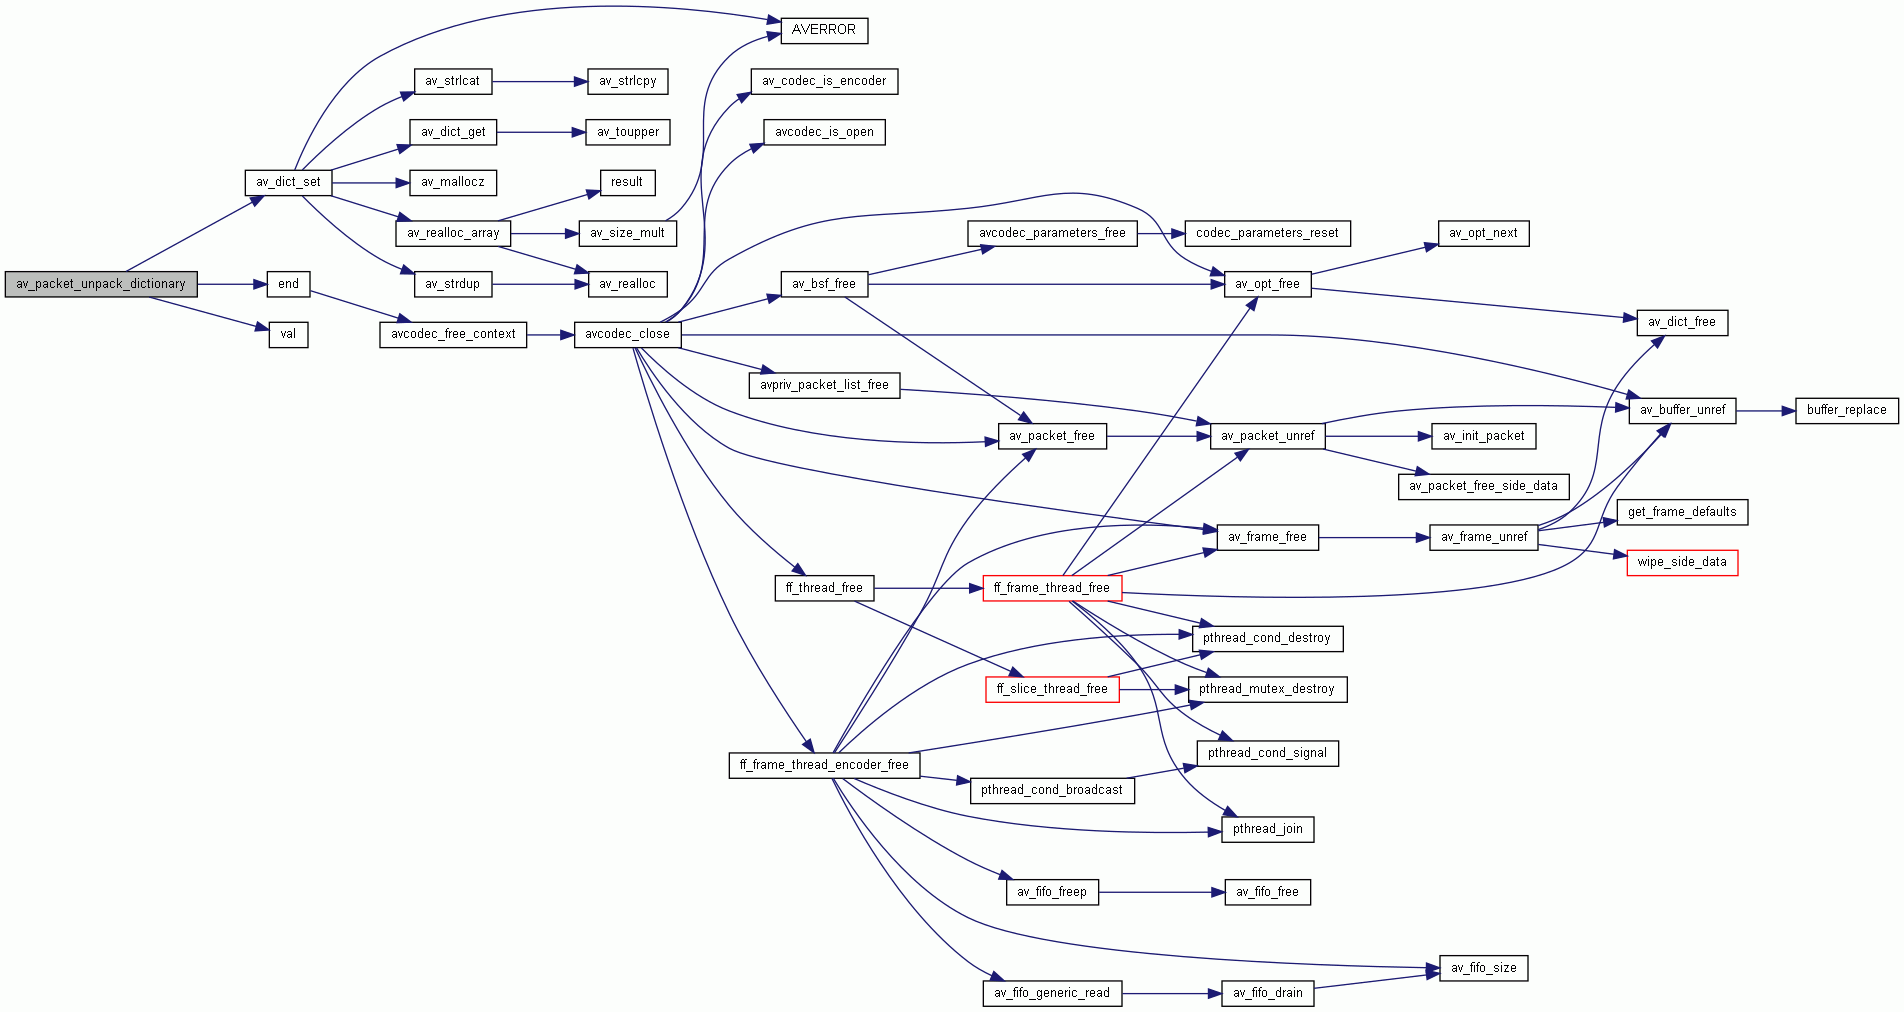 AVERROR
av_strlcat
av_strlcpy
av_codec_is_encoder
av_dict_get
av_toupper
avcodec_is_open
av_dict_set
av_mallocz
result
av_realloc_array
av_size_mult
avcodec_parameters_free
codec_parameters_reset
av_opt_next
av_packet_unpack_dictionary
end
av_strdup
av_realloc
av_bsf_free
av_opt_free
val
avcodec_free_context
avcodec_close
av_dict_free
avpriv_packet_list_free
av_buffer_unref
buffer_replace
av_packet_free
av_packet_unref
av_init_packet
av_packet_free_side_data
get_frame_defaults
av_frame_free
av_frame_unref
wipe_side_data
ff_thread_free
ff_frame_thread_free
pthread_cond_destroy
ff_slice_thread_free
pthread_mutex_destroy
pthread_cond_signal
ff_frame_thread_encoder_free
pthread_cond_broadcast
pthread_join
av_fifo_freep
av_fifo_free
av_fifo_size
av_fifo_generic_read
av_fifo_drain